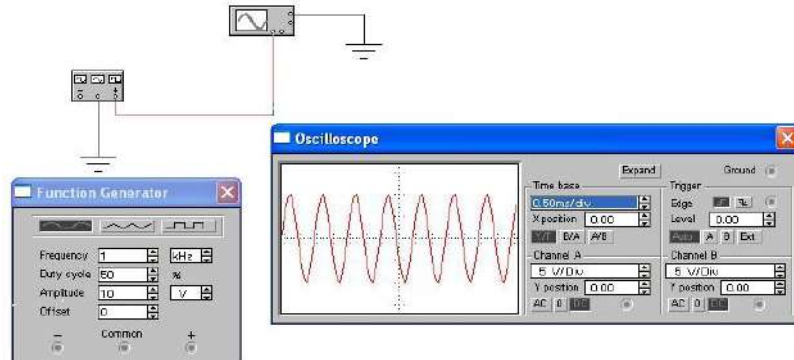 Oscilloscope
Expand
Ground
Time base
0.50ms/div
X position 0.00
Y/T B/A A/B
Trigger
Edge
Level 0.00
Auto A B Ext
Channel A
5 V/Div
Y position 0.00
AC 0 DC
Channel B
5 V/Div
Y position 0.00
AC 0 DC
Function Generator
Frequency 1 kHz
Duty cycle 50 %
Amplitude 10 V
Offset 0
− Common +